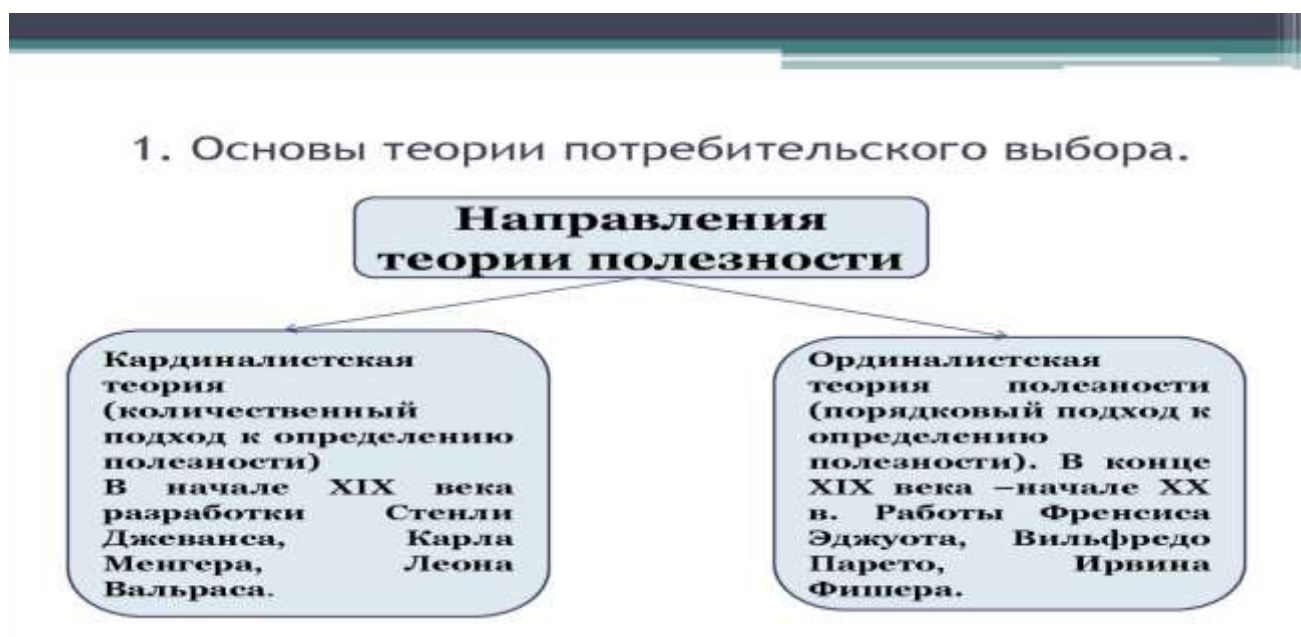 1. Основы теории потребительского выбора.
Направления
теории полезности
Кардиналистская
теория
(количественный
подход к определению
полезности)
В начале XIX века
разработки Стенли
Джеванса, Карла
Менгера, Леона
Вальраса.
Ординалистская
теория полезности
(порядковый подход к
определению
полезности). В конце
XIX века –начале XX
в. Работы Френсиса
Эджуота, Вильфредо
Парето, Ирвина
Фишера.